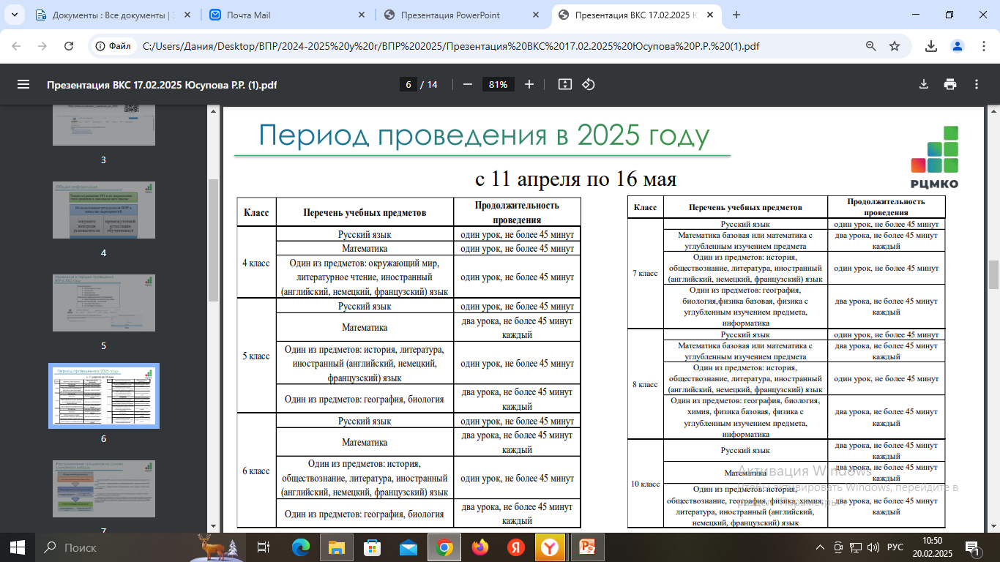 Документы : Все документы | З
Почта Mail
Презентация PowerPoint
Презентация ВКС 17.02.2025 Ю
Файл
C:/Users/Дания/Desktop/ВПР/2024-2025%20у%20г/ВПР%202025/Презентация%20ВКС%2017.02.2025%20Юсупова%20Р.Р.%20(1).pdf
Презентация ВКС 17.02.2025 Юсупова Р.Р. (1).pdf
6 / 14
81%
3
Общая информация
4
5
6
7
Период проведения в 2025 году
РЦМКО
с 11 апреля по 16 мая
Класс
Перечень учебных предметов
Продолжительность
проведения
4 класс
Русский язык
один урок, не более 45 минут
Математика
один урок, не более 45 минут
Один из предметов: окружающий мир,
литературное чтение, иностранный
(английский, немецкий, французский) язык
один урок, не более 45 минут
5 класс
Русский язык
один урок, не более 45 минут
Математика
два урока, не более 45 минут
каждый
Один из предметов: история, литература,
иностранный (английский, немецкий,
французский) язык
один урок, не более 45 минут
Один из предметов: география, биология
два урока, не более 45 минут
каждый
6 класс
Русский язык
один урок, не более 45 минут
Математика
два урока, не более 45 минут
каждый
Один из предметов: история,
обществознание, литература, иностранный
(английский, немецкий, французский) язык
один урок, не более 45 минут
Один из предметов: география, биология
два урока, не более 45 минут
каждый
Класс
Перечень учебных предметов
Продолжительность
проведения
7 класс
Русский язык
один урок, не более 45 минут
Математика базовая или математика с
углубленным изучением предмета
два урока, не более 45 минут
каждый
Один из предметов: история,
обществознание, литература, иностранный
(английский, немецкий, французский) язык
один урок, не более 45 минут
Один из предметов: география,
биология,физика базовая, физика с
углубленным изучением предмета,
информатика
два урока, не более 45 минут
каждый
8 класс
Русский язык
один урок, не более 45 минут
Математика базовая или математика с
углубленным изучением предмета
два урока, не более 45 минут
каждый
Один из предметов: история,
обществознание, литература, иностранный
(английский, немецкий, французский) язык
один урок, не более 45 минут
Один из предметов: география, биология,
химия, физика базовая, физика с
углубленным изучением предмета,
информатика
два урока, не более 45 минут
каждый
10 класс
Русский язык
два урока, не более 45 минут
каждый
Математика
два урока, не более 45 минут
каждый
Один из предметов: история,
обществознание, география, физика, химия,
литература, иностранный (английский,
немецкий, французский) язык
два урока, не более 45 минут
каждый
Активация Windows
Чтобы активировать Windows, перейдите в
раздел "Параметры".
Поиск
РУС
10:50
20.02.2025
1